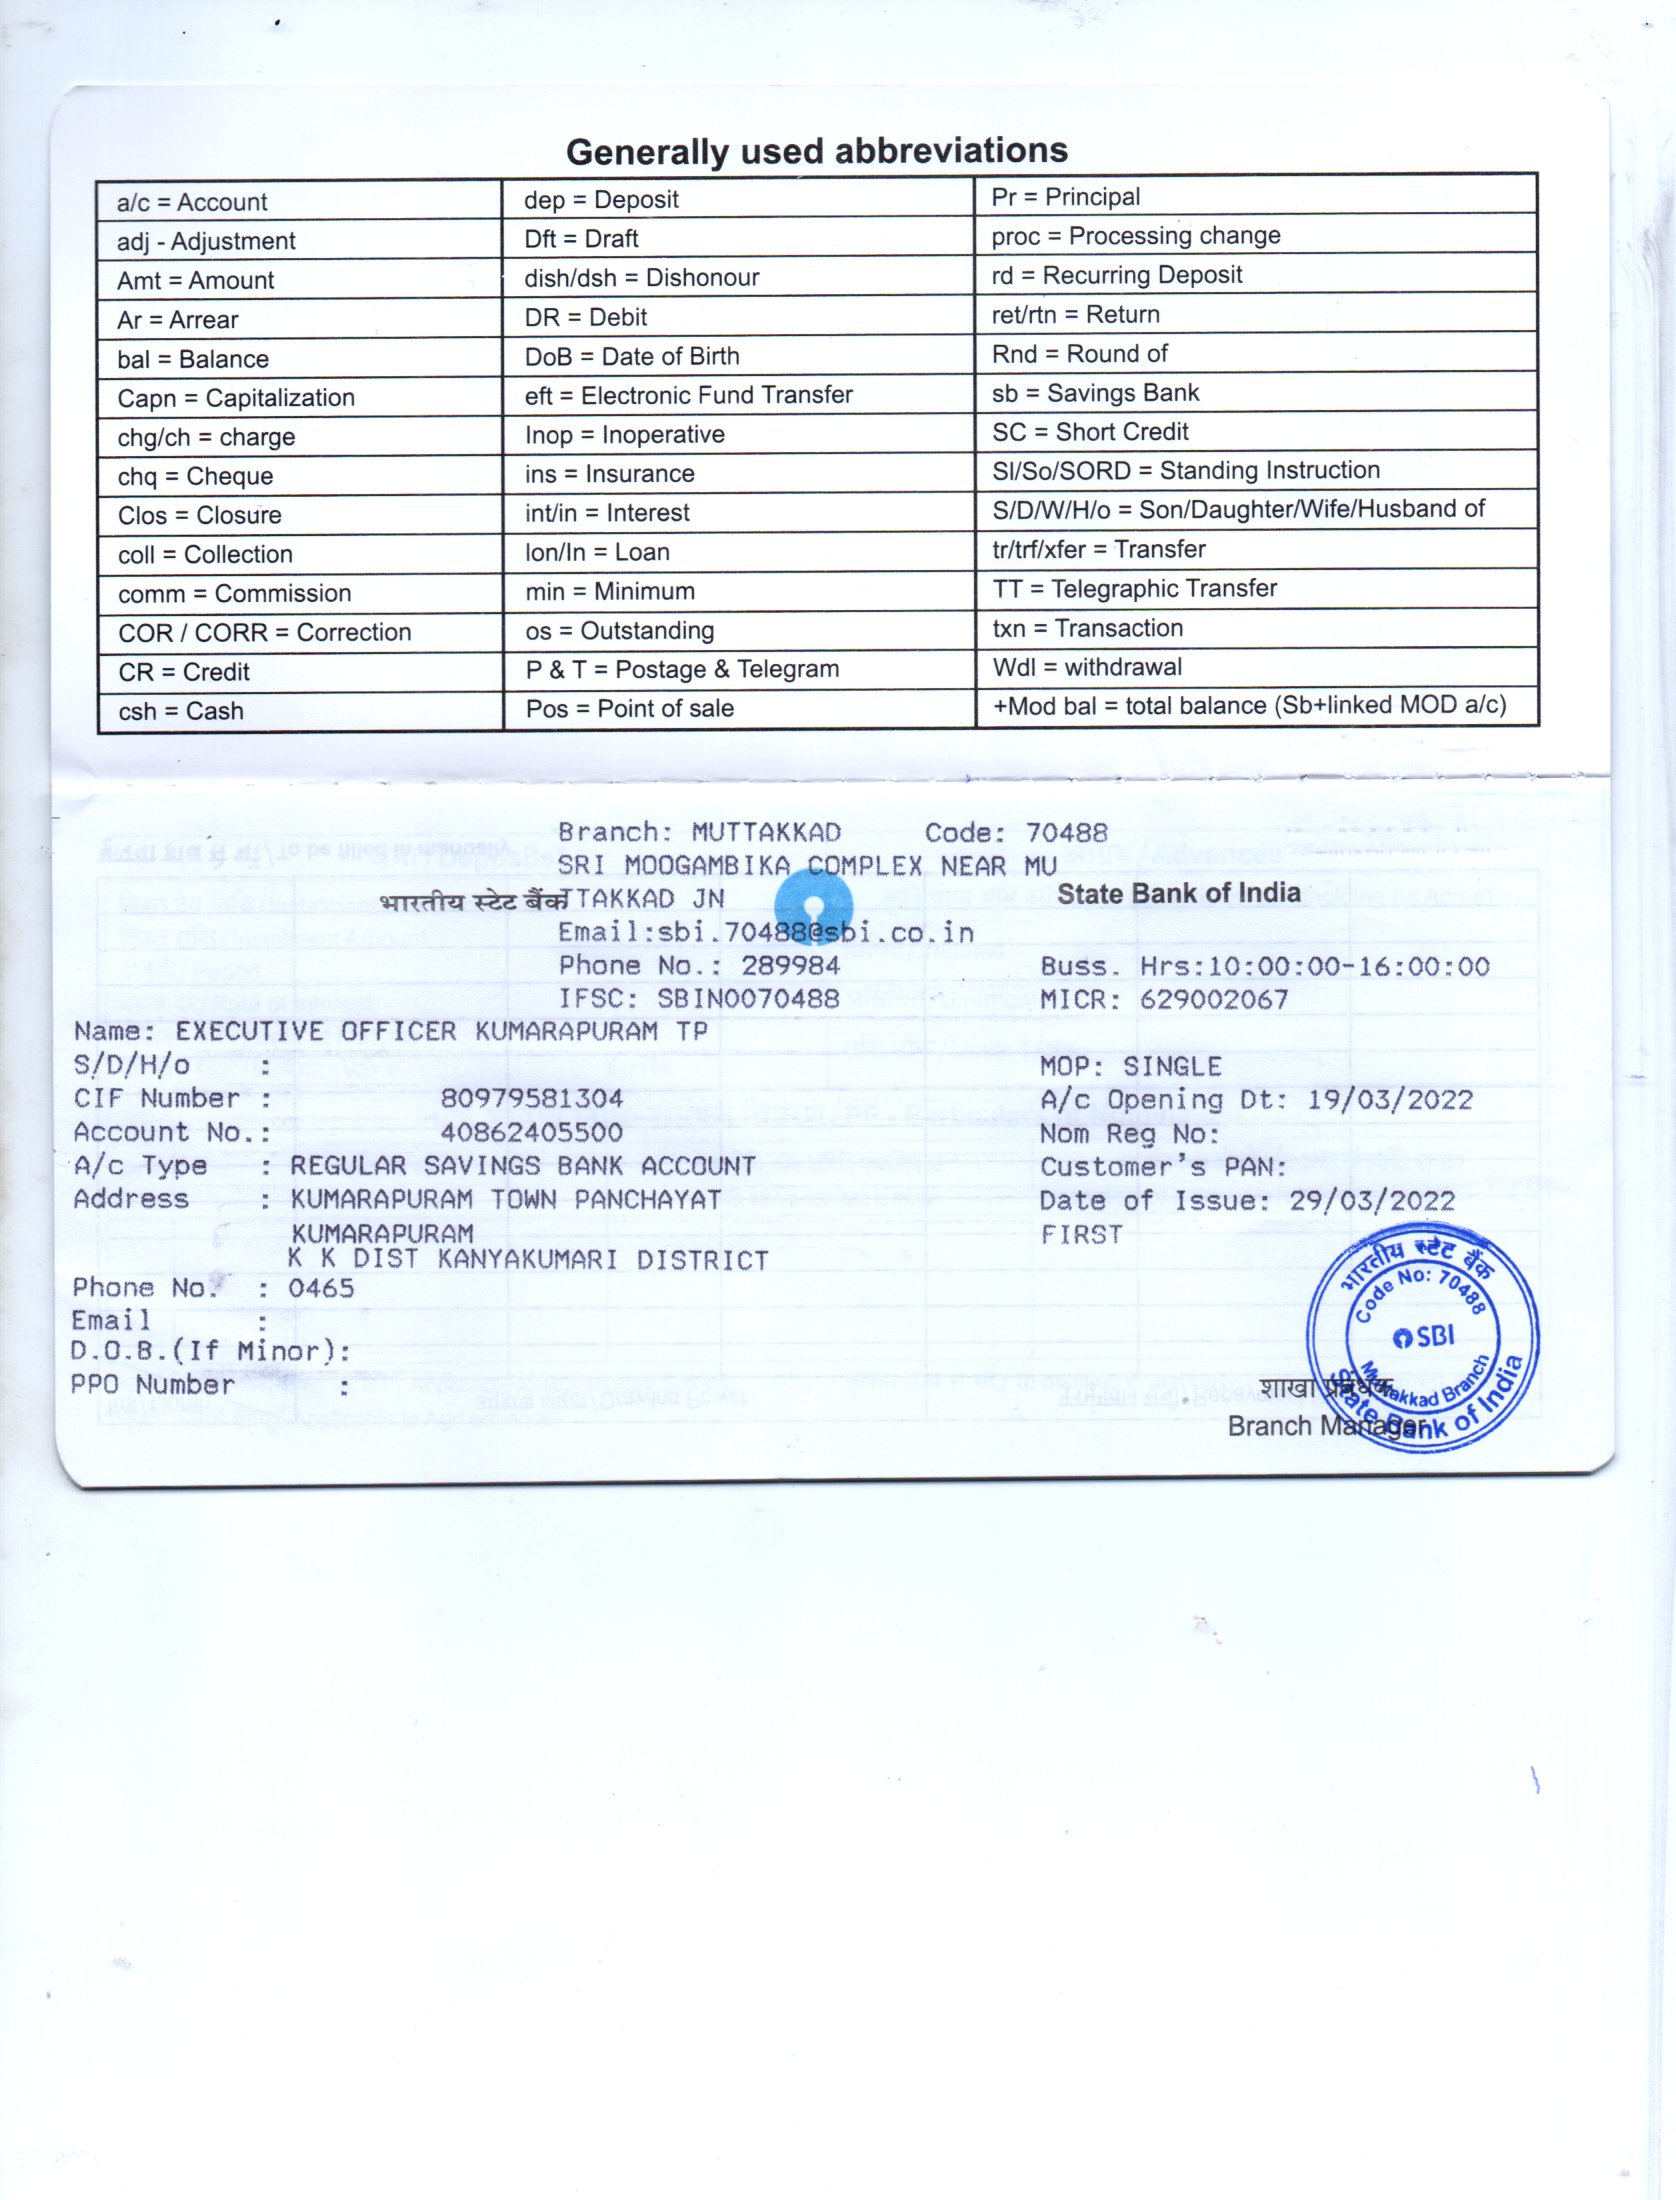 Generally used abbreviations
a/c = Account dep = Deposit Pr = Principal
adj - Adjustment Dft = Draft proc = Processing change
Amt = Amount dish/dsh = Dishonour rd = Recurring Deposit
Ar = Arrear DR = Debit ret/rtn = Return
bal = Balance DoB = Date of Birth Rnd = Round of
Capn = Capitalization eft = Electronic Fund Transfer sb = Savings Bank
chg/ch = charge Inop = Inoperative SC = Short Credit
chq = Cheque ins = Insurance SI/So/SORD = Standing Instruction
Clos = Closure int/in = Interest S/D/W/H/o = Son/Daughter/Wife/Husband of
coll = Collection lon/ln = Loan tr/trf/xfer = Transfer
comm = Commission min = Minimum TT = Telegraphic Transfer
COR / CORR = Correction os = Outstanding txn = Transaction
CR = Credit P & T = Postage & Telegram Wdl = withdrawal
csh = Cash Pos = Point of sale +Mod bal = total balance (Sb+linked MOD a/c)
Branch: MUTTAKKAD Code: 70488
SRI MOOGAMBIKA COMPLEX NEAR MU
भारतीय स्टेट बैंक TTAKKAD JN State Bank of India
Email:sbi.70488@sbi.co.in
Phone No.: 289984 Buss. Hrs:10:00:00-16:00:00
IFSC: SBIN0070488 MICR: 629002067
Name: EXECUTIVE OFFICER KUMARAPURAM TP
S/D/H/o : MOP: SINGLE
CIF Number : 80979581304 A/c Opening Dt: 19/03/2022
Account No.: 40862405500 Nom Reg No:
A/c Type : REGULAR SAVINGS BANK ACCOUNT Customer's PAN:
Address : KUMARAPURAM TOWN PANCHAYAT Date of Issue: 29/03/2022
KUMARAPURAM FIRST
K K DIST KANYAKUMARI DISTRICT
Phone No. : 0465
Email :
D.O.B.(If Minor):
PPO Number :
भारतीय स्टेट बैंक
Code No: 70488
SBI
Muttakkad Branch
State Bank of India
शाखा प्रबंधक
Branch Manager